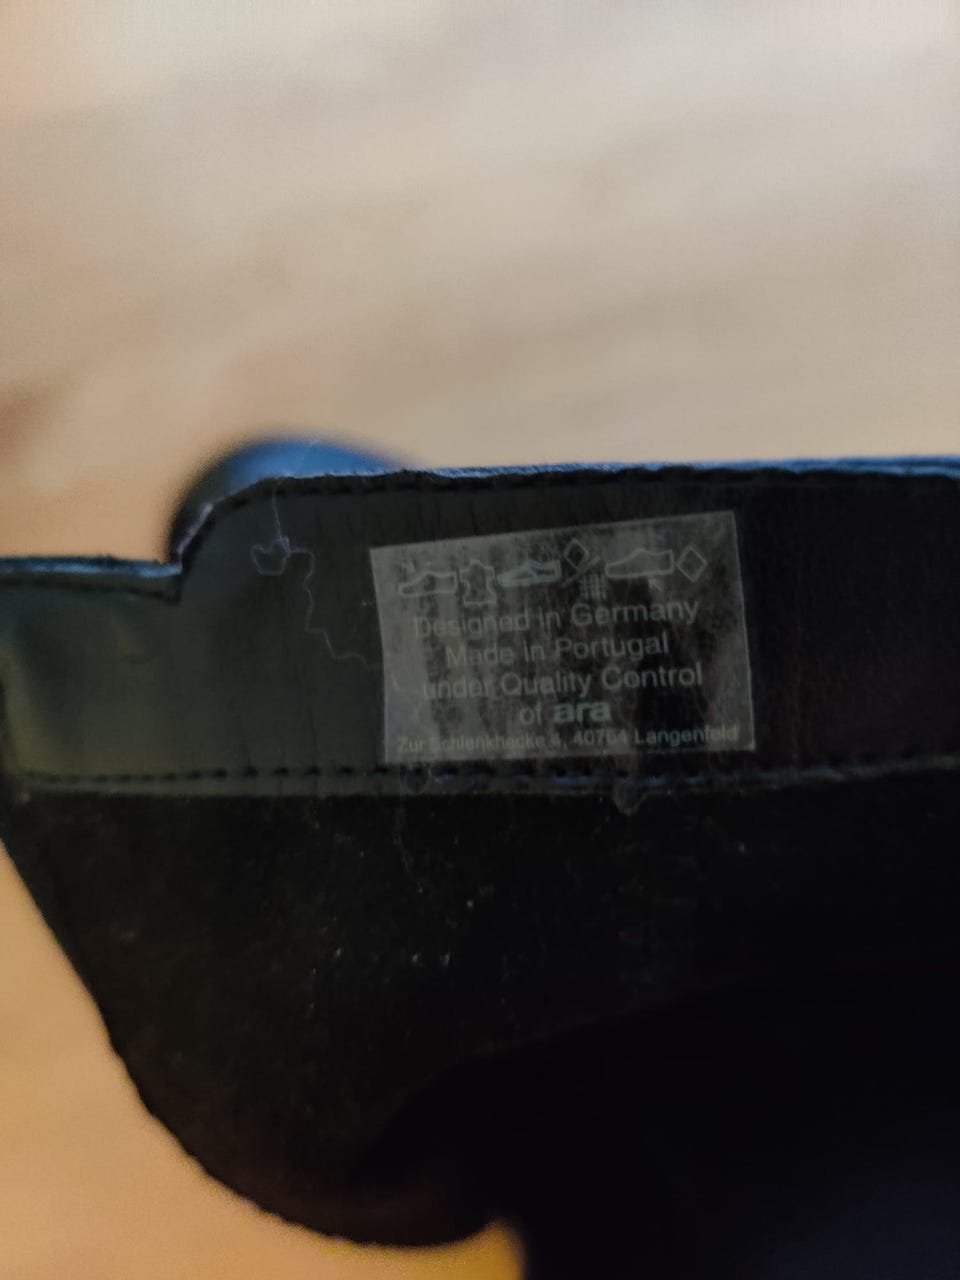 Designed in Germany
Made in Portugal
under Quality Control
of ara
Zur Schlenkhecke 4, 40764 Langenfeld